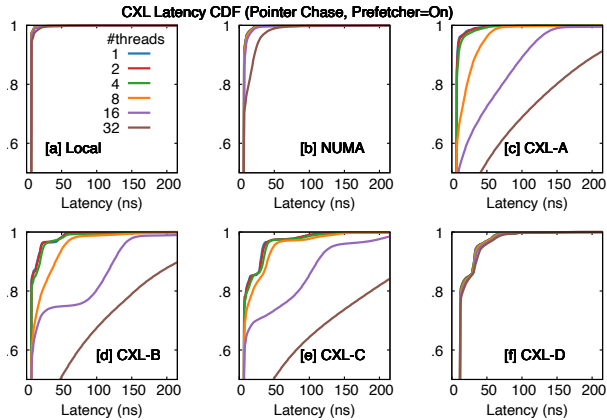 CXL Latency CDF (Pointer Chase, Prefetcher=On)
1
.8
.6
#threads
1
2
4
8
16
32
[a] Local
0 50 100 150 200
Latency (ns)
1
.8
.6
[b] NUMA
0 50 100 150 200
Latency (ns)
1
.8
.6
[c] CXL-A
0 50 100 150 200
Latency (ns)
1
.8
.6
[d] CXL-B
0 50 100 150 200
Latency (ns)
1
.8
.6
[e] CXL-C
0 50 100 150 200
Latency (ns)
1
.8
.6
[f] CXL-D
0 50 100 150 200
Latency (ns)